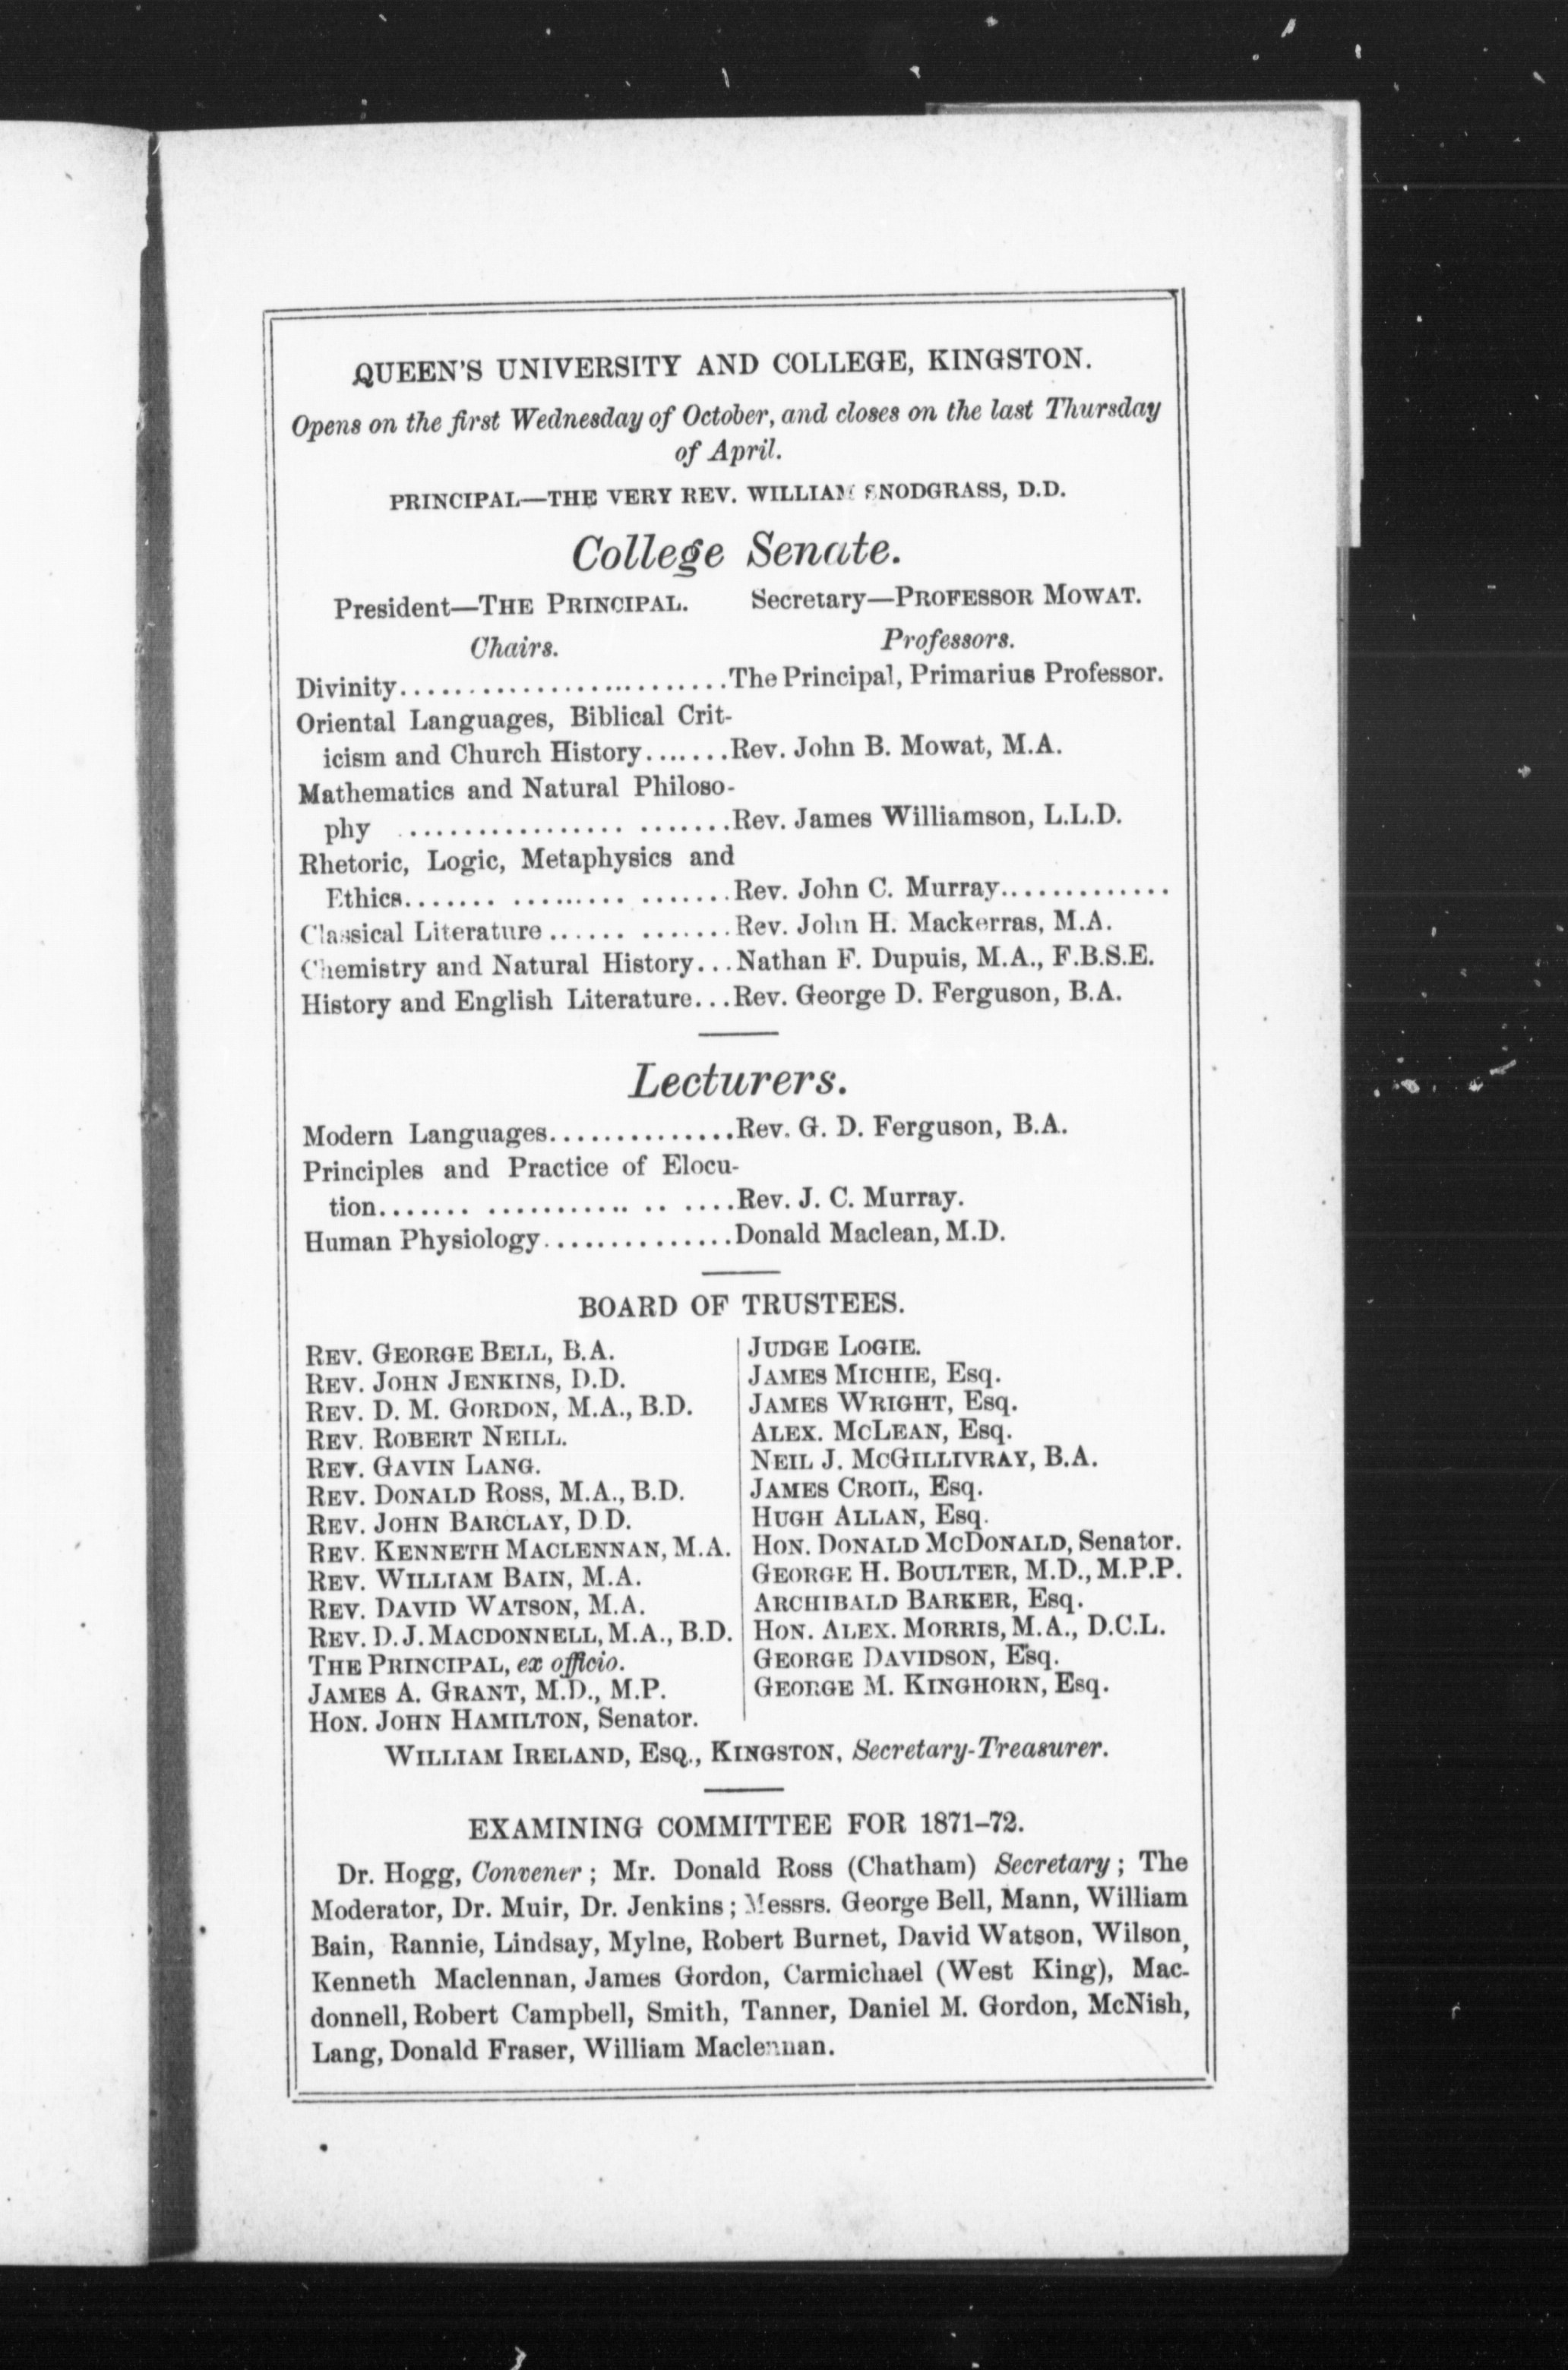 QUEEN'S UNIVERSITY AND COLLEGE, KINGSTON.
Opens on the first Wednesday of October, and closes on the last Thursday
of April.
PRINCIPAL—THE VERY REV. WILLIAM SNODGRASS, D.D.
College Senate.
President—THE PRINCIPAL. Secretary—PROFESSOR MOWAT.
Chairs. Professors.
Divinity..........................The Principal, Primarius Professor.
Oriental Languages, Biblical Crit-
icism and Church History.......Rev. John B. Mowat, M.A.
Mathematics and Natural Philoso-
phy ................ .......Rev. James Williamson, L.L.D.
Rhetoric, Logic, Metaphysics and
Ethics....... .......... .......Rev. John C. Murray.............
Classical Literature...... .......Rev. John H. Mackerras, M.A.
Chemistry and Natural History...Nathan F. Dupuis, M.A., F.B.S.E.
History and English Literature...Rev. George D. Ferguson, B.A.
Lecturers.
Modern Languages..............Rev. G. D. Ferguson, B.A.
Principles and Practice of Elocu-
tion....... ........... .. ....Rev. J. C. Murray.
Human Physiology..............Donald Maclean, M.D.
BOARD OF TRUSTEES.
REV. GEORGE BELL, B.A.
REV. JOHN JENKINS, D.D.
REV. D. M. GORDON, M.A., B.D.
REV. ROBERT NEILL.
REV. GAVIN LANG.
REV. DONALD ROSS, M.A., B.D.
REV. JOHN BARCLAY, D.D.
REV. KENNETH MACLENNAN, M.A.
REV. WILLIAM BAIN, M.A.
REV. DAVID WATSON, M.A.
REV. D. J. MACDONNELL, M.A., B.D.
THE PRINCIPAL, ex officio.
JAMES A. GRANT, M.D., M.P.
HON. JOHN HAMILTON, Senator.
JUDGE LOGIE.
JAMES MICHIE, Esq.
JAMES WRIGHT, Esq.
ALEX. MCLEAN, Esq.
NEIL J. MCGILLIVRAY, B.A.
JAMES CROIL, Esq.
HUGH ALLAN, Esq.
HON. DONALD MCDONALD, Senator.
GEORGE H. BOULTER, M.D., M.P.P.
ARCHIBALD BARKER, Esq.
HON. ALEX. MORRIS, M.A., D.C.L.
GEORGE DAVIDSON, Esq.
GEORGE M. KINGHORN, Esq.
WILLIAM IRELAND, ESQ., KINGSTON, Secretary-Treasurer.
EXAMINING COMMITTEE FOR 1871-72.
Dr. Hogg, Convener; Mr. Donald Ross (Chatham) Secretary; The
Moderator, Dr. Muir, Dr. Jenkins; Messrs. George Bell, Mann, William
Bain, Rannie, Lindsay, Mylne, Robert Burnet, David Watson, Wilson,
Kenneth Maclennan, James Gordon, Carmichael (West King), Mac-
donnell, Robert Campbell, Smith, Tanner, Daniel M. Gordon, McNish,
Lang, Donald Fraser, William Maclennan.